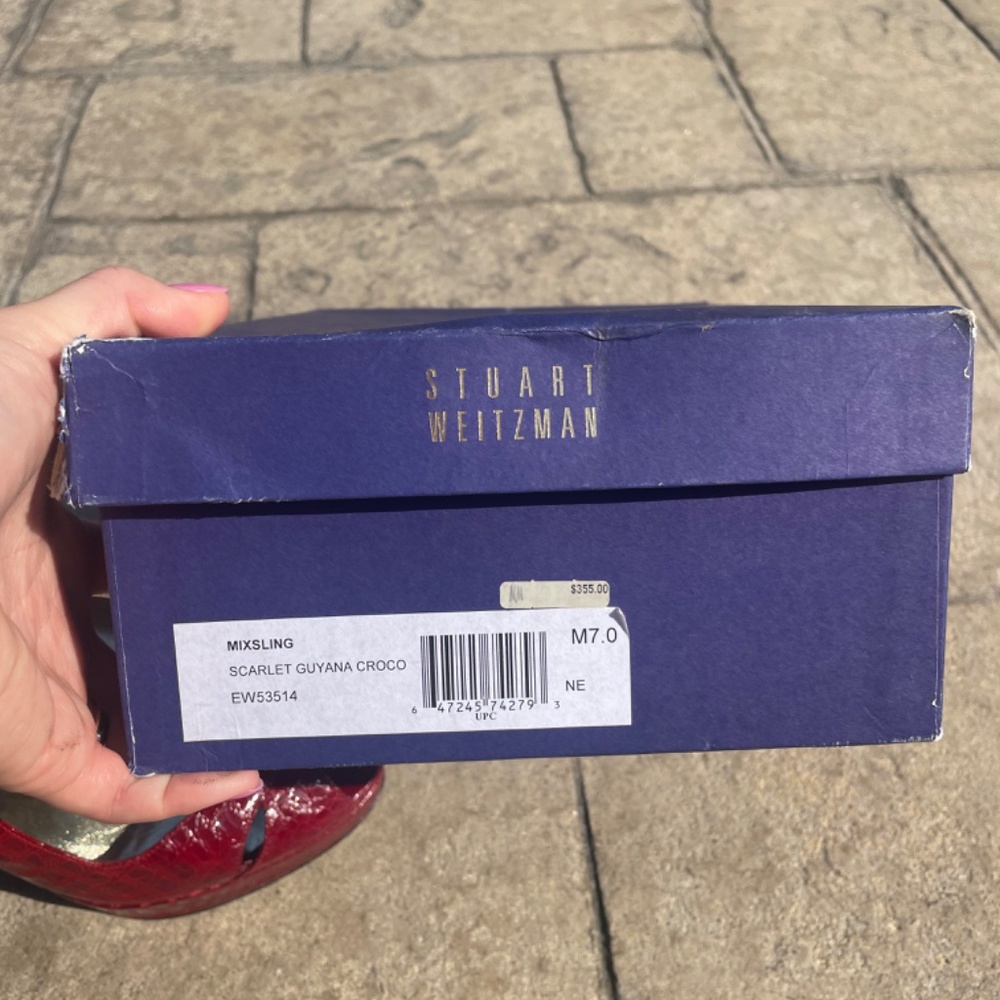 STUART
WEITZMAN
$355.00
MIXSLING
M7.0
SCARLET GUYANA CROCO
EW53514
NE
6 47245 74279 3
UPC